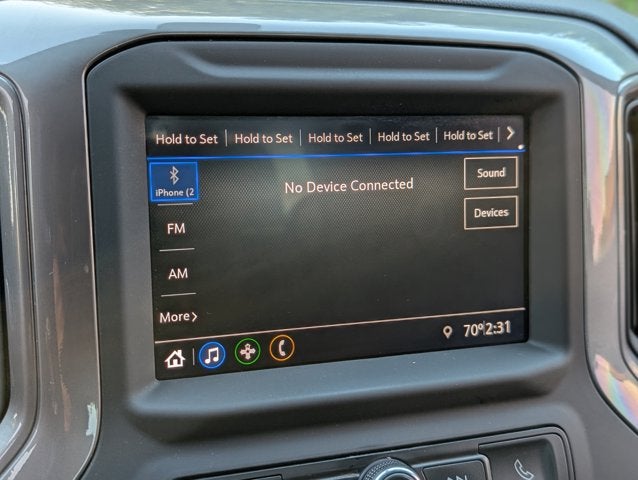 Hold to Set Hold to Set Hold to Set Hold to Set Hold to Set
iPhone (2
No Device Connected
Sound
Devices
FM
AM
More
70° 2:31